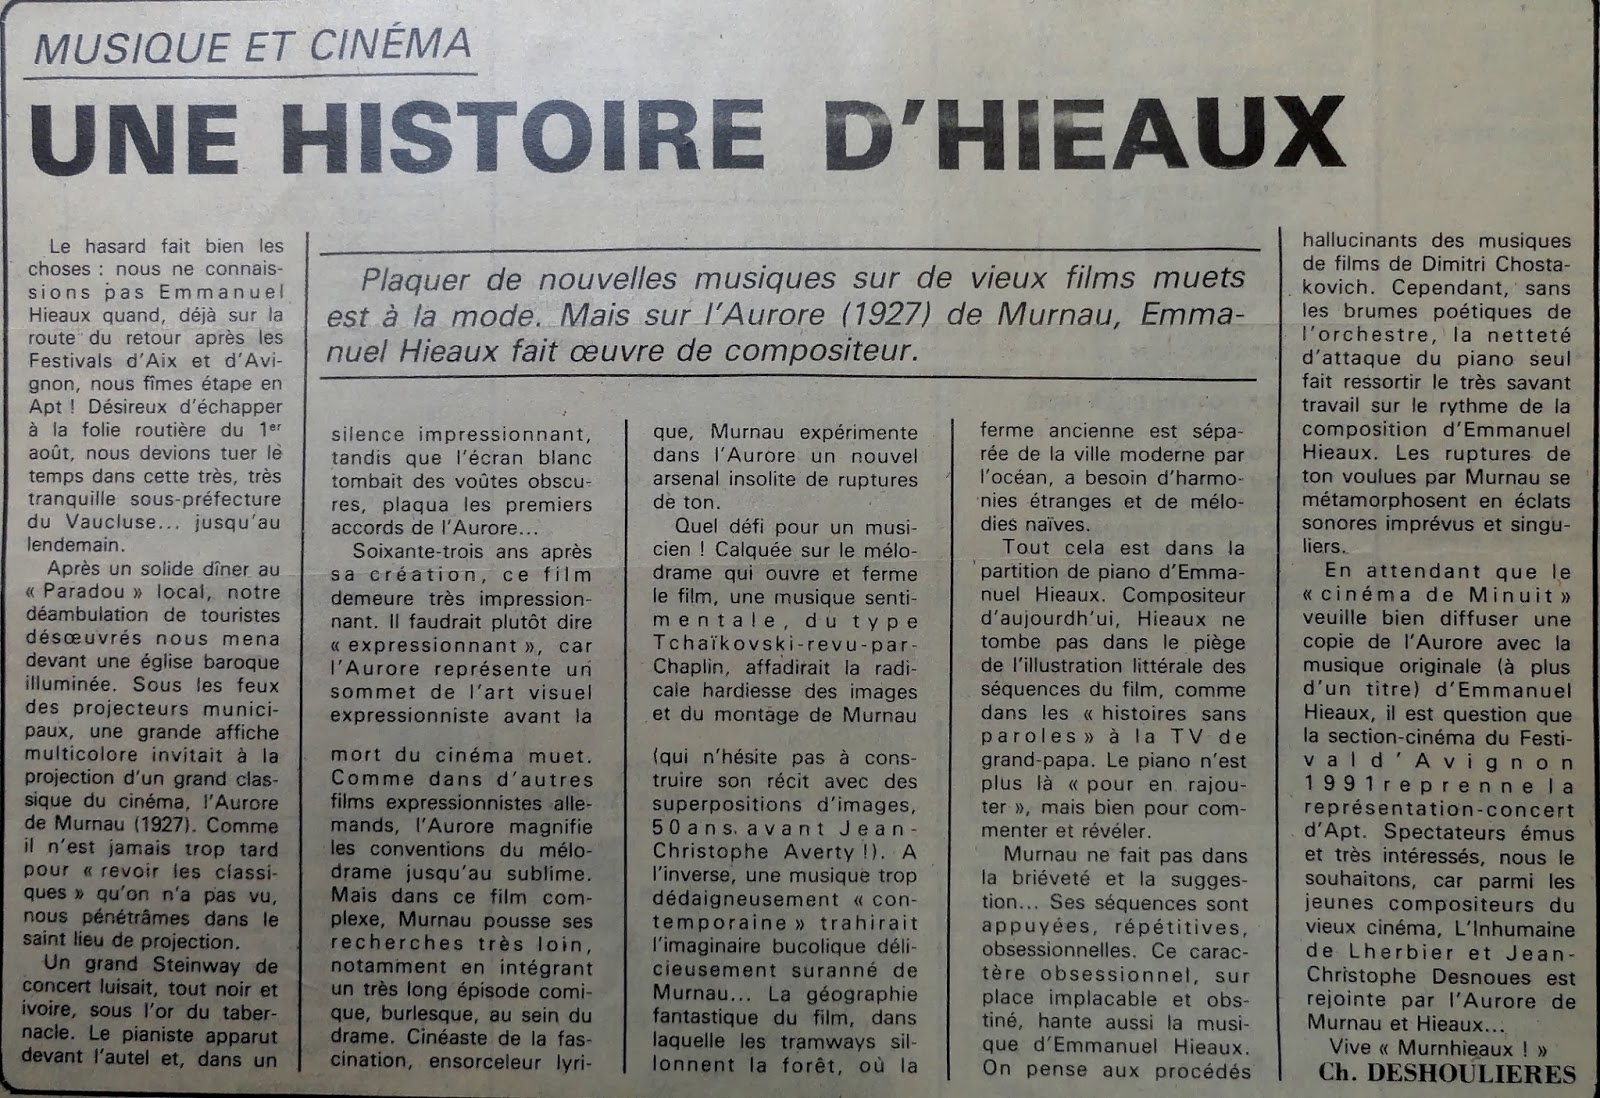 MUSIQUE ET CINÉMA
UNE HISTOIRE D'HIEAUX
Plaquer de nouvelles musiques sur de vieux films muets
est à la mode. Mais sur l'Aurore (1927) de Murnau, Emma-
nuel Hieaux fait œuvre de compositeur.
Le hasard fait bien les
choses : nous ne connais-
sions pas Emmanuel
Hieaux quand, déjà sur la
route du retour après les
Festivals d'Aix et d'Avi-
gnon, nous fîmes étape en
Apt ! Désireux d'échapper
à la folie routière du 1er
août, nous devions tuer le
temps dans cette très, très
tranquille sous-préfecture
du Vaucluse... jusqu'au
lendemain.
Après un solide dîner au
« Paradou » local, notre
déambulation de touristes
désœuvrés nous mena
devant une église baroque
illuminée. Sous les feux
des projecteurs munici-
paux, une grande affiche
multicolore invitait à la
projection d'un grand clas-
sique du cinéma, l'Aurore
de Murnau (1927). Comme
il n'est jamais trop tard
pour « revoir les classi-
ques » qu'on n'a pas vu,
nous pénétrâmes dans le
saint lieu de projection.
Un grand Steinway de
concert luisait, tout noir et
ivoire, sous l'or du taber-
nacle. Le pianiste apparut
devant l'autel et, dans un
silence impressionnant,
tandis que l'écran blanc
tombait des voûtes obscu-
res, plaqua les premiers
accords de l'Aurore...
Soixante-trois ans après
sa création, ce film
demeure très impression-
nant. Il faudrait plutôt dire
« expressionnant », car
l'Aurore représente un
sommet de l'art visuel
expressionniste avant la
mort du cinéma muet.
Comme dans d'autres
films expressionnistes alle-
mands, l'Aurore magnifie
les conventions du mélo-
drame jusqu'au sublime.
Mais dans ce film com-
plexe, Murnau pousse ses
recherches très loin,
notamment en intégrant
un très long épisode comi-
que, burlesque, au sein du
drame. Cinéaste de la fas-
cination, ensorceleur lyri-
que, Murnau expérimente
dans l'Aurore un nouvel
arsenal insolite de ruptures
de ton.
Quel défi pour un musi-
cien ! Calquée sur le mélo-
drame qui ouvre et ferme
le film, une musique senti-
mentale, du type
Tchaïkovski-revu-par-
Chaplin, affadirait la radi-
cale hardiesse des images
et du montage de Murnau
(qui n'hésite pas à cons-
truire son récit avec des
superpositions d'images,
50 ans. avant Jean-
Christophe Averty !). A
l'inverse, une musique trop
dédaigneusement « con-
temporaine » trahirait
l'imaginaire bucolique déli-
cieusement suranné de
Murnau... La géographie
fantastique du film, dans
laquelle les tramways sil-
lonnent la forêt, où la
ferme ancienne est sépa-
rée de la ville moderne par
l'océan, a besoin d'harmo-
nies étranges et de mélo-
dies naïves.
Tout cela est dans la
partition de piano d'Emma-
nuel Hieaux. Compositeur
d'aujourdh'ui, Hieaux ne
tombe pas dans le piège
de l'illustration littérale des
séquences du film, comme
dans les « histoires sans
paroles » à la TV de
grand-papa. Le piano n'est
plus là « pour en rajou-
ter », mais bien pour com-
menter et révéler.
Murnau ne fait pas dans
la briéveté et la sugges-
tion... Ses séquences sont
appuyées, répétitives,
obsessionnelles. Ce carac-
tère obsessionnel, sur
place implacable et obs-
tiné, hante aussi la musi-
que d'Emmanuel Hieaux.
On pense aux procédés
hallucinants des musiques
de films de Dimitri Chosta-
kovich. Cependant, sans
les brumes poétiques de
l'orchestre, la netteté
d'attaque du piano seul
fait ressortir le très savant
travail sur le rythme de la
composition d'Emmanuel
Hieaux. Les ruptures de
ton voulues par Murnau se
métamorphosent en éclats
sonores imprévus et singu-
liers.
En attendant que le
« cinéma de Minuit »
veuille bien diffuser une
copie de l'Aurore avec la
musique originale (à plus
d'un titre) d'Emmanuel
Hieaux, il est question que
la section-cinéma du Festi-
val d'Avignon
1991 reprenne la
représentation-concert
d'Apt. Spectateurs émus
et très intéressés, nous le
souhaitons, car parmi les
jeunes compositeurs du
vieux cinéma, L'Inhumaine
de Lherbier et Jean-
Christophe Desnoues est
rejointe par l'Aurore de
Murnau et Hieaux...
Vive « Murnhieaux ! »
Ch. DESHOULIERES